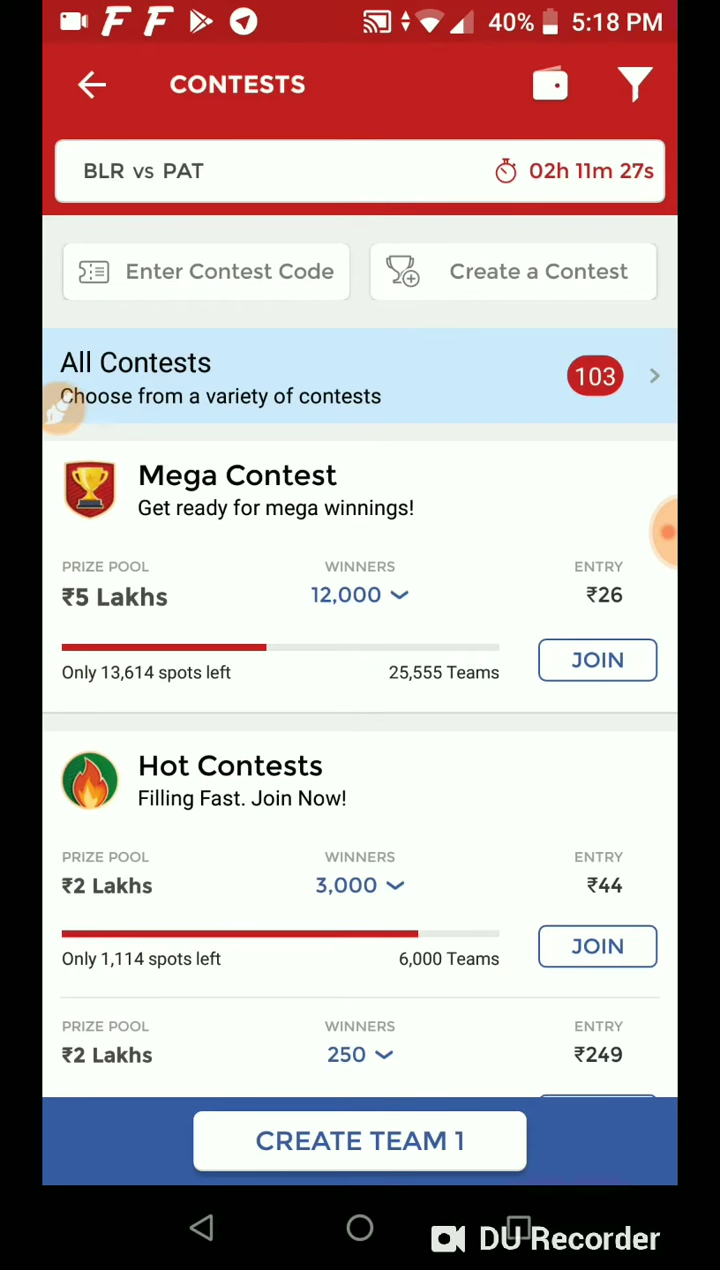 40% 5:18 PM
CONTESTS
BLR vs PAT 02h 11m 27s
Enter Contest Code Create a Contest
All Contests
103
Choose from a variety of contests
Mega Contest
Get ready for mega winnings!
PRIZE POOL WINNERS ENTRY
₹5 Lakhs 12,000 ₹26
JOIN
Only 13,614 spots left 25,555 Teams
Hot Contests
Filling Fast. Join Now!
PRIZE POOL WINNERS ENTRY
₹2 Lakhs 3,000 ₹44
JOIN
Only 1,114 spots left 6,000 Teams
PRIZE POOL WINNERS ENTRY
₹2 Lakhs 250 ₹249
CREATE TEAM 1
DU Recorder